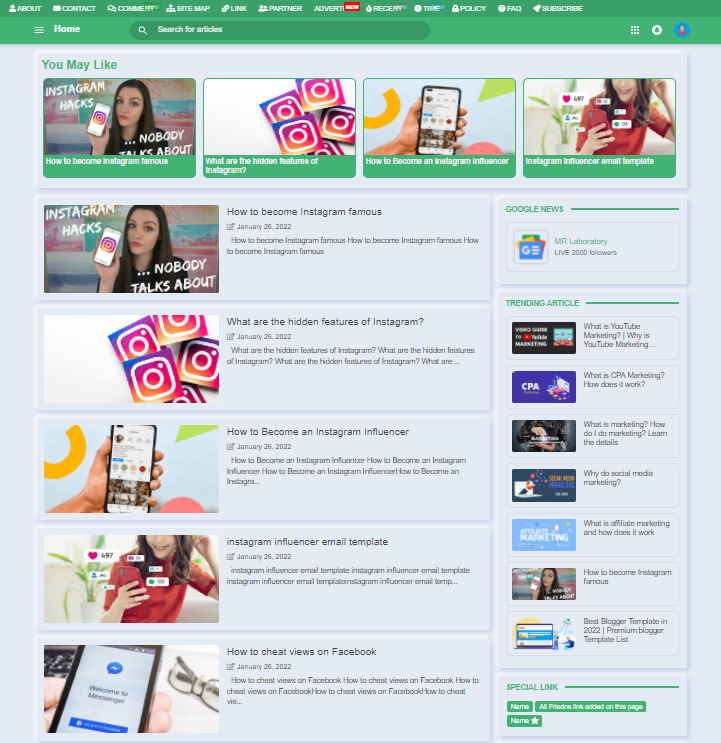 ABOUT CONTACT COMMENT SITE MAP LINK PARTNER ADVERTI NEW RECENT TIME POLICY FAQ SUBSCRIBE
Home Search for articles
You May Like
INSTAGRAM
HACKS
... NOBODY
TALKS ABOUT
497
How to become Instagram famous
What are the hidden features of
Instagram?
How to Become an Instagram Influencer
instagram influencer email template
INSTAGRAM
HACKS
... NOBODY
TALKS ABOUT
How to become Instagram famous
January 26, 2022
How to become Instagram famous How to become Instagram famous How
to become Instagram famous
What are the hidden features of Instagram?
January 26, 2022
What are the hidden features of Instagram? What are the hidden features
of Instagram? What are the hidden features of Instagram? What are ...
How to Become an Instagram Influencer
January 26, 2022
How to Become an Instagram Influencer How to Become an Instagram
Influencer How to Become an Instagram InfluencerHow to Become an
Instagra...
497
instagram influencer email template
January 26, 2022
instagram influencer email template instagram influencer email template
instagram influencer email templateinstagram influencer email temp...
Welcome to
Messenger
How to cheat views on Facebook
January 26, 2022
How to cheat views on Facebook How to cheat views on Facebook How to
cheat views on FacebookHow to cheat views on FacebookHow to cheat
vie...
GOOGLE NEWS
GE
MR Laboratory
LIVE 2000 followers
TRENDING ARTICLE
VIDEO GUIDE
TO YouTube
MARKETING
What is YouTube
Marketing? | Why is
YouTube Marketing...
CPA
MARKETING
What is CPA Marketing?
How does it work?
MARKETING
What is marketing? How
do I do marketing? Learn
the details
SOCIAL MEDIA
MARKETING
Why do social media
marketing?
AFFILIATE
MARKETING
What is affiliate marketing
and how does it work
... NOBODY
TALKS ABOUT
How to become Instagram
famous
Best Blogger Template in
2022 | Premium blogger
Template List
SPECIAL LINK
Name All Friedns link added on this page
Name